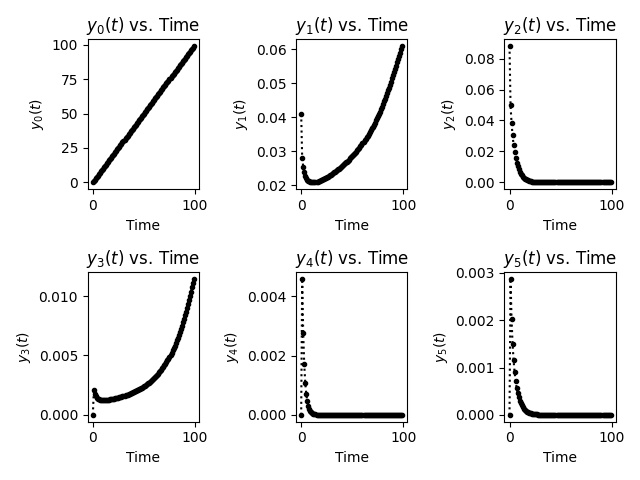 y₀(t) vs. Time y₁(t) vs. Time y₂(t) vs. Time
100
75
50
25
0
y₀(t)
0 100
Time
0.06
0.05
0.04
0.03
0.02
y₁(t)
0 100
Time
0.08
0.06
0.04
0.02
0.00
y₂(t)
0 100
Time
y₃(t) vs. Time y₄(t) vs. Time y₅(t) vs. Time
0.010
0.005
0.000
y₃(t)
0 100
Time
0.004
0.002
0.000
y₄(t)
0 100
Time
0.003
0.002
0.001
0.000
y₅(t)
0 100
Time